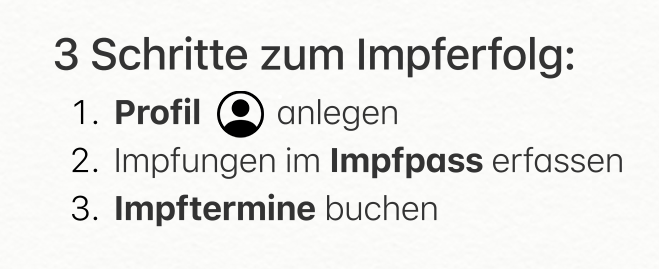 3 Schritte zum Impferfolg:
1. Profil anlegen
2. Impfungen im Impfpass erfassen
3. Impftermine buchen